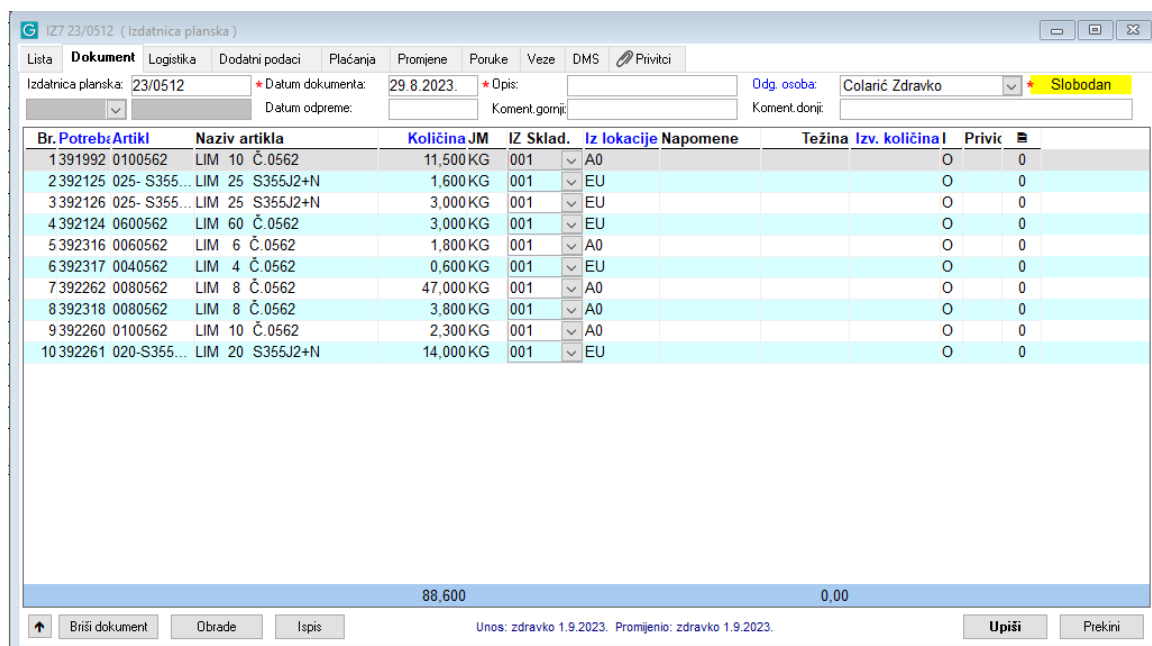 G IZ7 23/0512 ( Izdatnica planska )
Lista Dokument Logistika Dodatni podaci Plaćanja Promjene Poruke Veze DMS Privitci
Izdatnica planska: 23/0512 * Datum dokumenta: 29.8.2023. * Opis: Odg. osoba: Colarić Zdravko * Slobodan
Datum odpreme: Koment.gornji: Koment.donji:
Br. Potreba Artikl Naziv artikla Količina JM IZ Sklad. Iz lokacije Napomene Težina Izv. količina I Privic
1 391992 0100562 LIM 10 Č.0562 11,500 KG 001 A0 O 0
2 392125 025- S355... LIM 25 S355J2+N 1,600 KG 001 EU O 0
3 392126 025- S355... LIM 25 S355J2+N 3,000 KG 001 EU O 0
4 392124 0600562 LIM 60 Č.0562 3,000 KG 001 EU O 0
5 392316 0060562 LIM 6 Č.0562 1,800 KG 001 A0 O 0
6 392317 0040562 LIM 4 Č.0562 0,600 KG 001 EU O 0
7 392262 0080562 LIM 8 Č.0562 47,000 KG 001 A0 O 0
8 392318 0080562 LIM 8 Č.0562 3,800 KG 001 A0 O 0
9 392260 0100562 LIM 10 Č.0562 2,300 KG 001 A0 O 0
10 392261 020-S355... LIM 20 S355J2+N 14,000 KG 001 EU O 0
88,600 0,00
Briši dokument Obrade Ispis Unos: zdravko 1.9.2023. Promijenio: zdravko 1.9.2023. Upiši Prekini